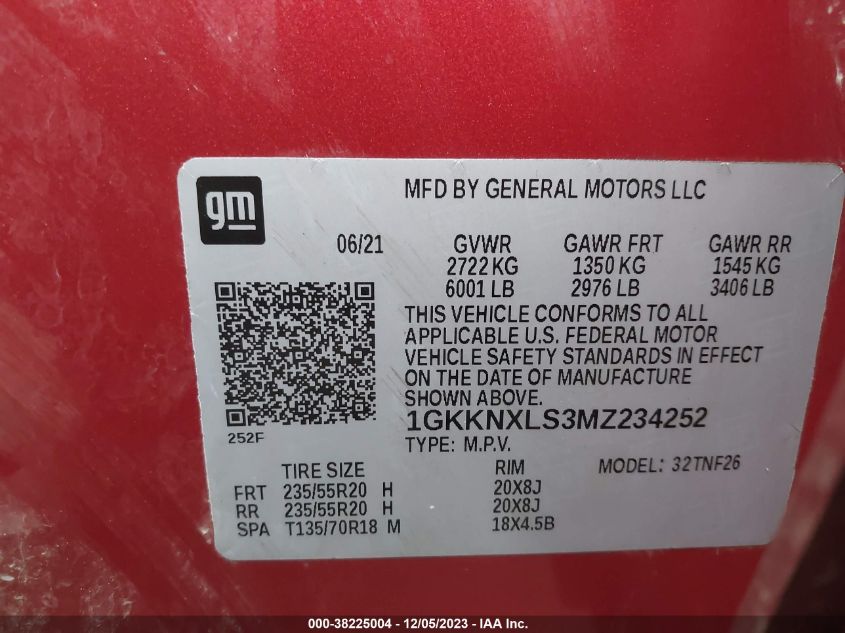 gm
MFD BY GENERAL MOTORS LLC
06/21 GVWR GAWR FRT GAWR RR
2722 KG 1350 KG 1545 KG
6001 LB 2976 LB 3406 LB
THIS VEHICLE CONFORMS TO ALL
APPLICABLE U.S. FEDERAL MOTOR
VEHICLE SAFETY STANDARDS IN EFFECT
ON THE DATE OF MANUFACTURE
SHOWN ABOVE.
1GKKNXLS3MZ234252
252F
TYPE: M.P.V.
TIRE SIZE RIM MODEL: 32TNF26
FRT 235/55R20 H 20X8J
RR 235/55R20 H 20X8J
SPA T135/70R18 M 18X4.5B
000-38225004 - 12/05/2023 - IAA Inc.